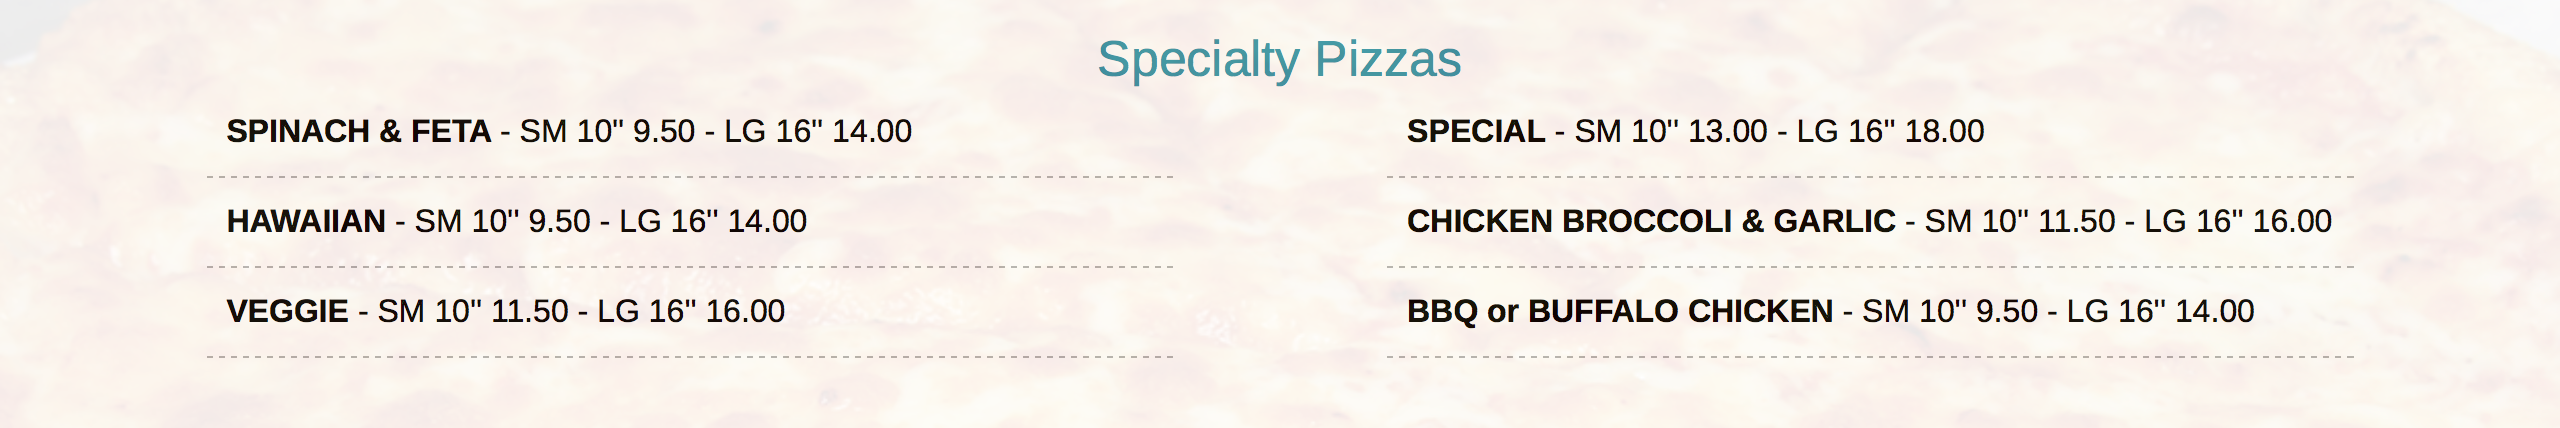 Specialty Pizzas
SPINACH & FETA - SM 10" 9.50 - LG 16" 14.00
HAWAIIAN - SM 10" 9.50 - LG 16" 14.00
VEGGIE - SM 10" 11.50 - LG 16" 16.00
SPECIAL - SM 10" 13.00 - LG 16" 18.00
CHICKEN BROCCOLI & GARLIC - SM 10" 11.50 - LG 16" 16.00
BBQ or BUFFALO CHICKEN - SM 10" 9.50 - LG 16" 14.00